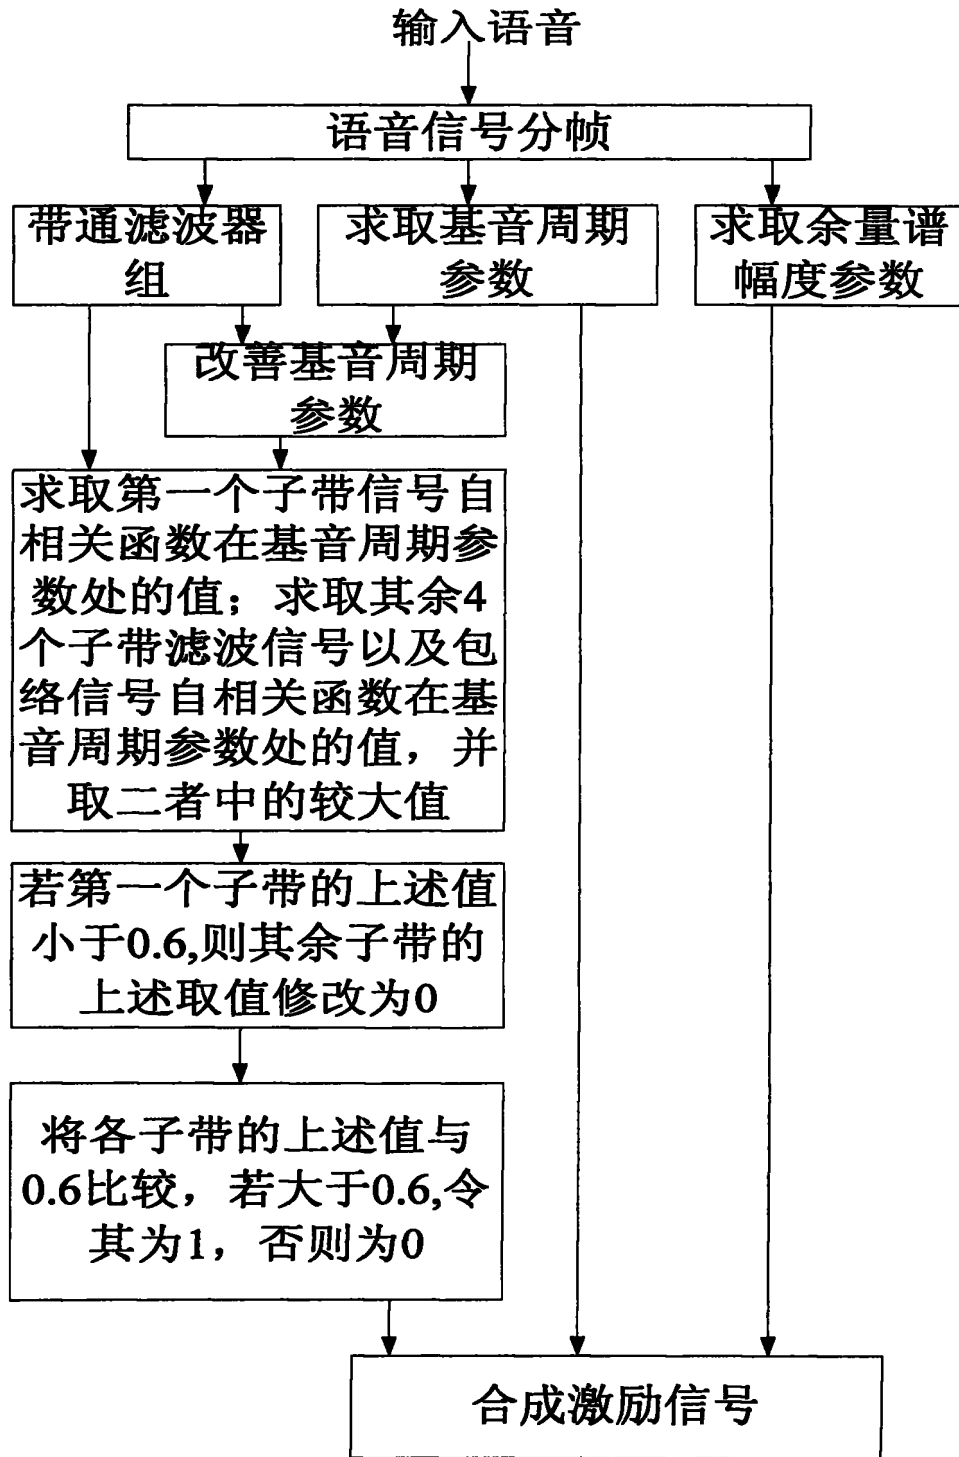 输入语音
语音信号分帧
带通滤波器
组
求取基音周期
参数
求取余量谱
幅度参数
改善基音周期
参数
求取第一个子带信号自
相关函数在基音周期参
数处的值；求取其余4
个子带滤波信号以及包
络信号自相关函数在基
音周期参数处的值，并
取二者中的较大值
若第一个子带的上述值
小于0.6,则其余子带的
上述取值修改为0
将各子带的上述值与
0.6比较，若大于0.6,令
其为1，否则为0
合成激励信号